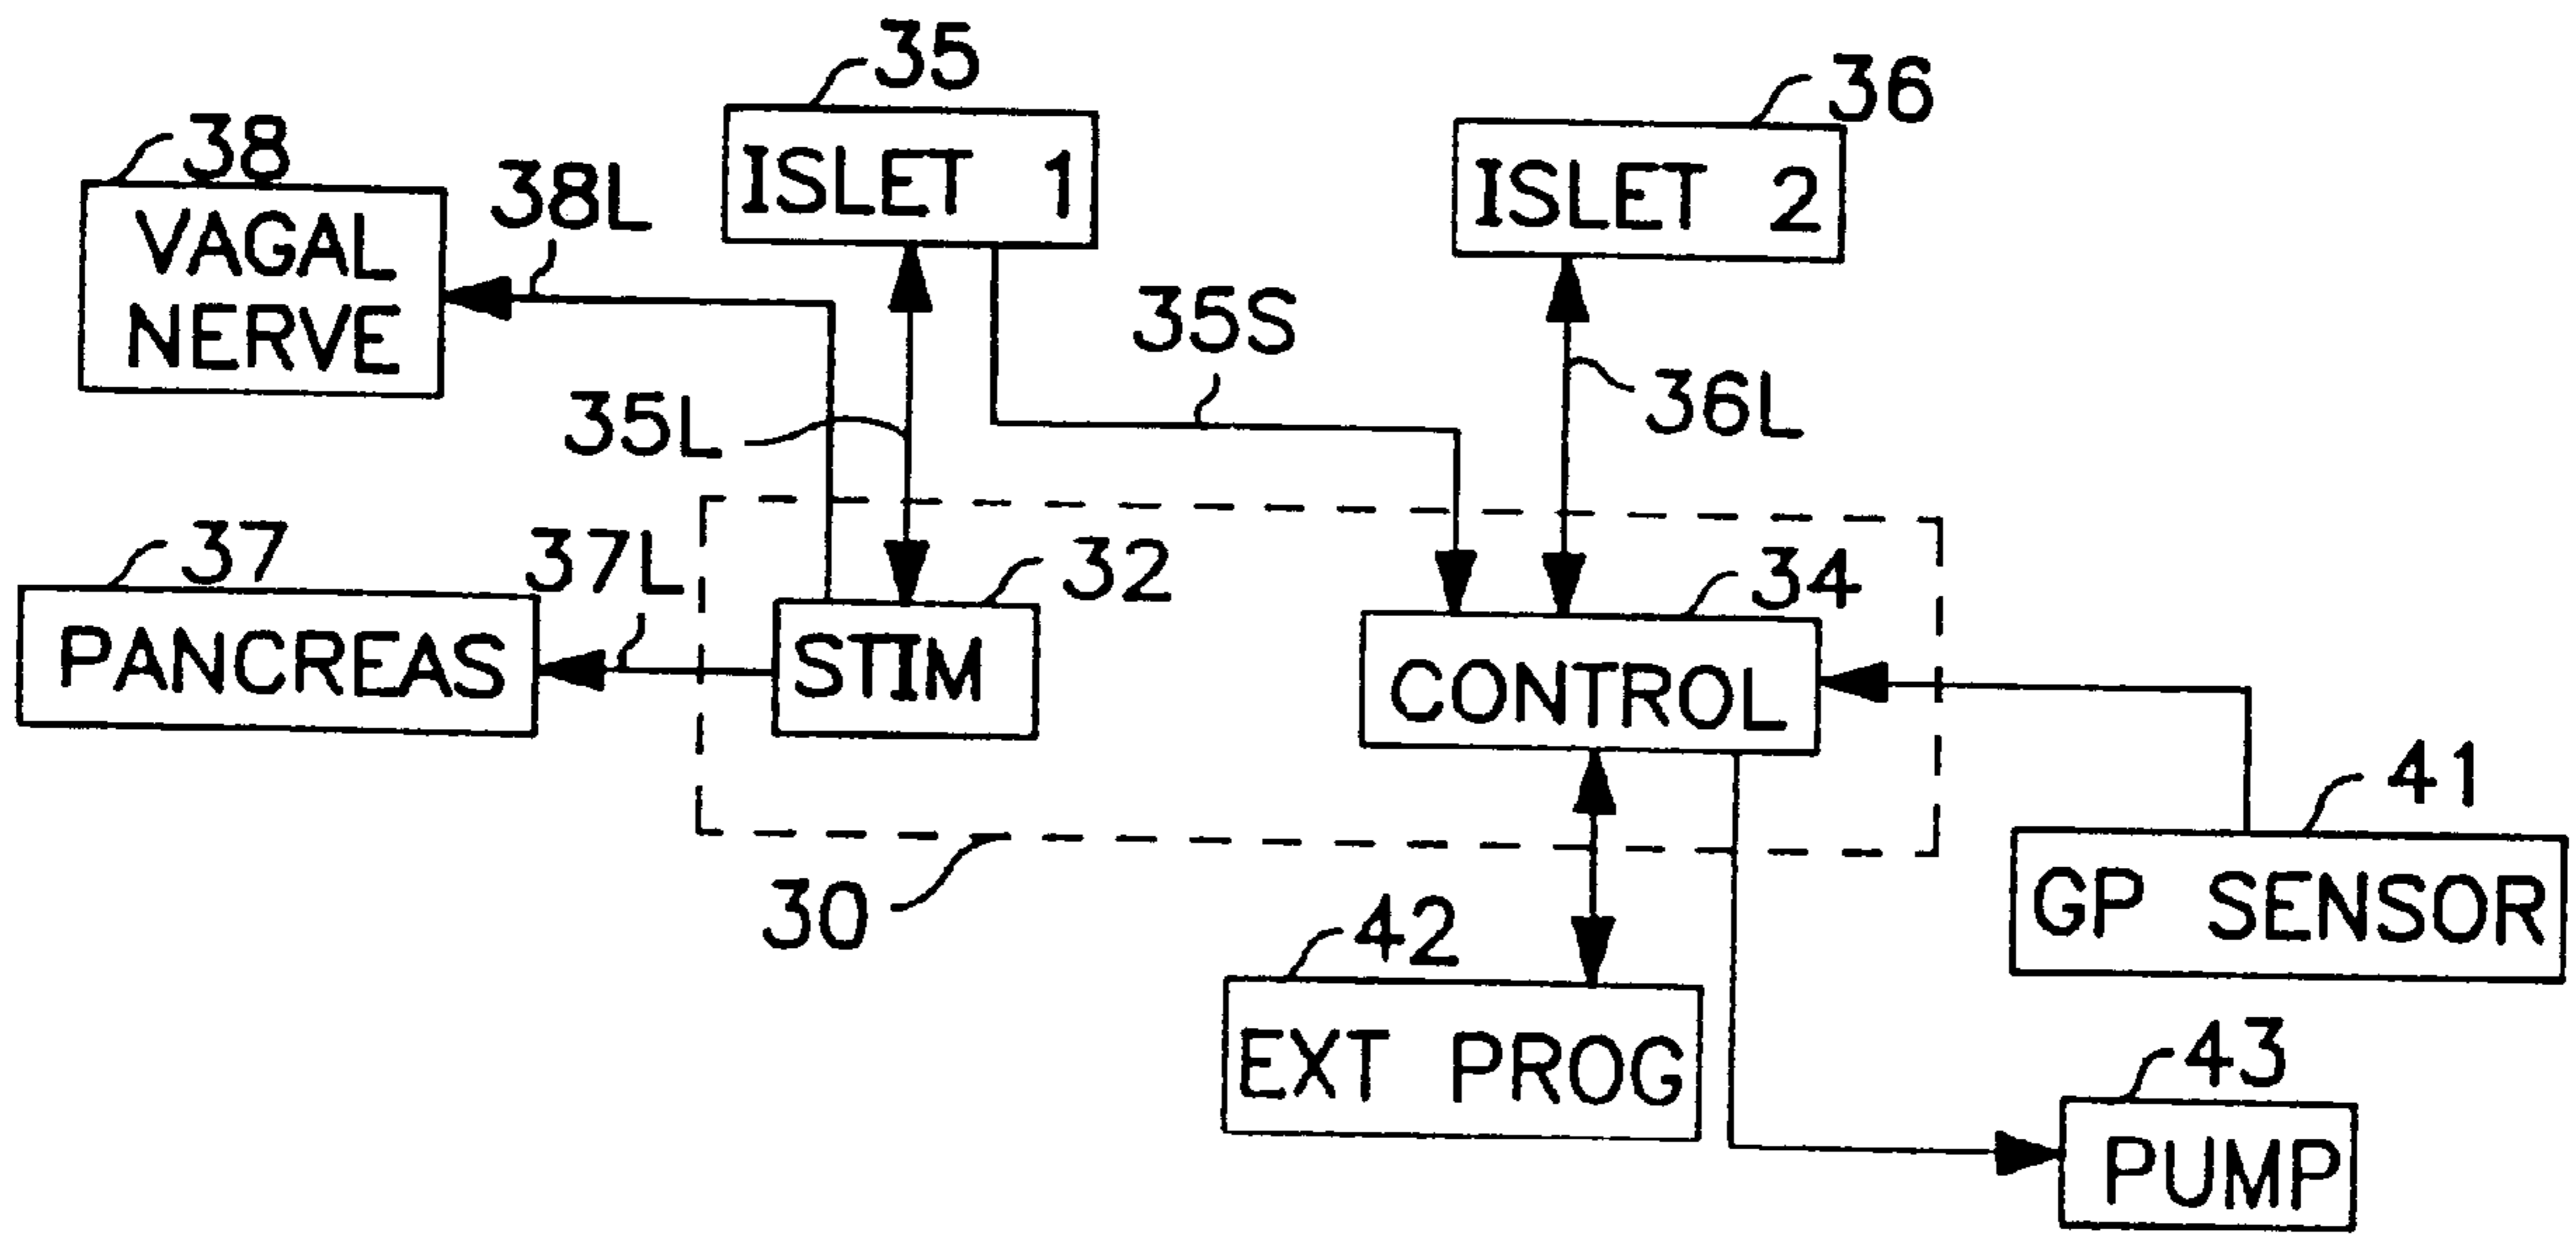 35
36
38
ISLET 1
ISLET 2
38L
VAGAL
NERVE
35S
36L
35L
37
37L
32
34
PANCREAS
STIM
CONTROL
41
30
42
GP SENSOR
EXT PROG
43
PUMP